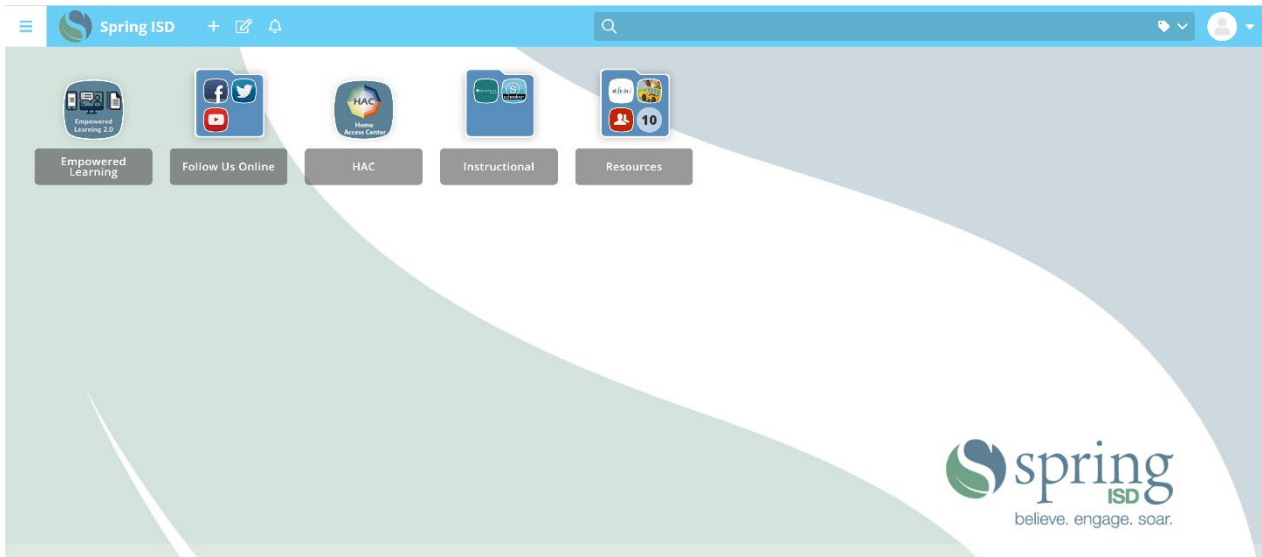 Spring ISD
Empowered
Learning 2.0
HAC
Home
Access Center
schoology
10
Empowered
Learning
Follow Us Online
HAC
Instructional
Resources
spring
ISD
believe. engage. soar.